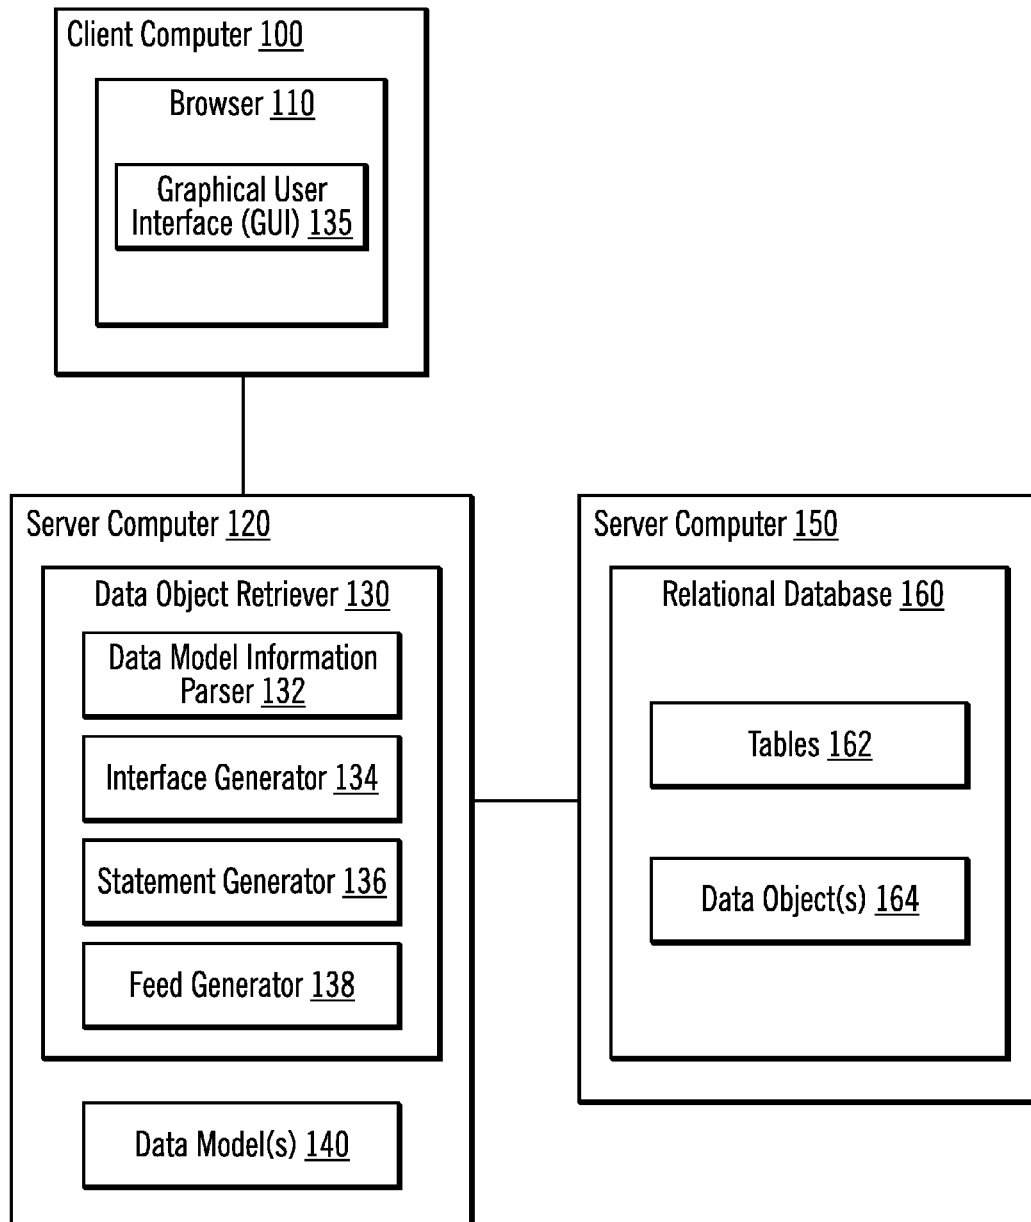 Client Computer 100
Browser 110
Graphical User
Interface (GUI) 135
Server Computer 120
Data Object Retriever 130
Data Model Information
Parser 132
Interface Generator 134
Statement Generator 136
Feed Generator 138
Data Model(s) 140
Server Computer 150
Relational Database 160
Tables 162
Data Object(s) 164